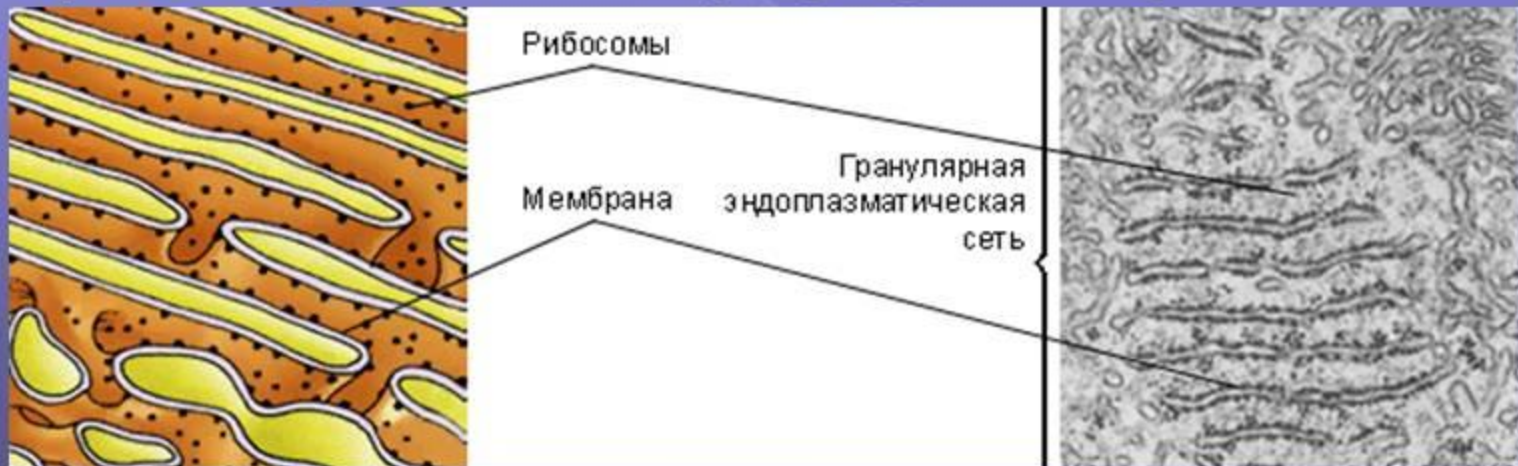 Рибосомы
Мембрана
Гранулярная
эндоплазматическая
сеть